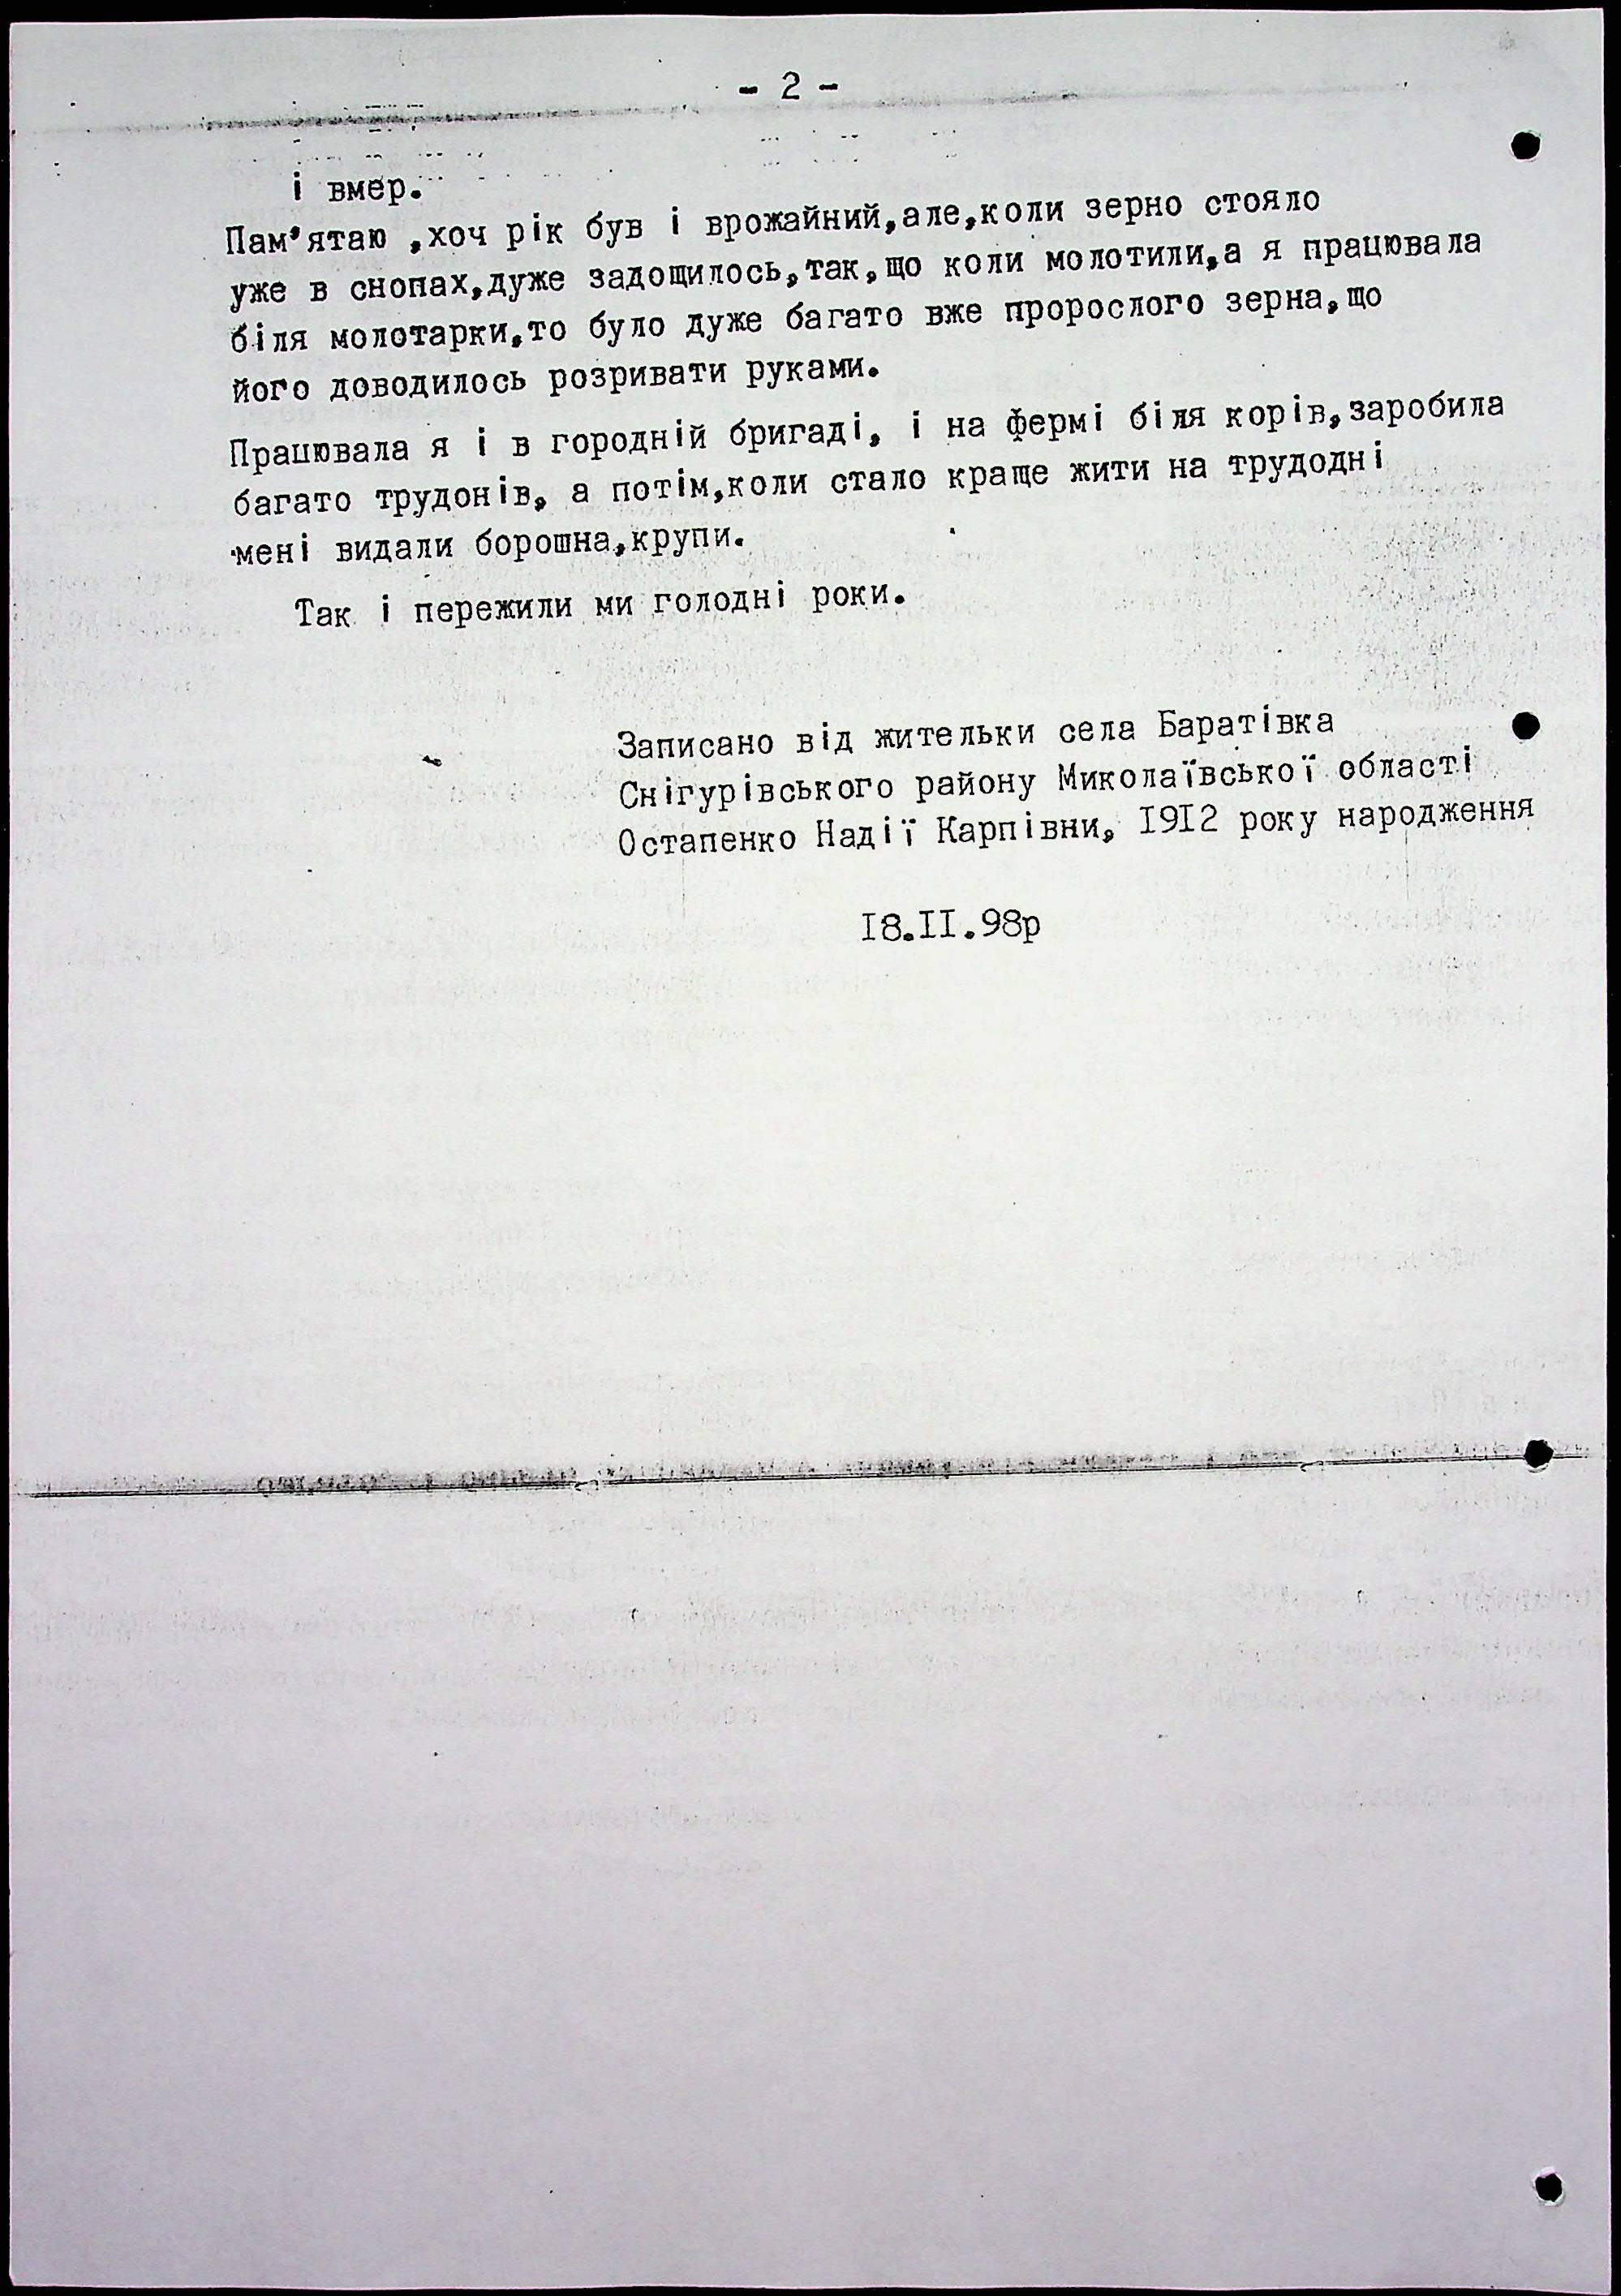 - 2 -
і вмер.
Пам'ятаю ,хоч рік був і врожайний,але,коли зерно стояло
уже в снопах,дуже задощилось,так,що коли молотили,а я працювала
біля молотарки,то було дуже багато вже пророслого зерна,що
його доводилось розривати руками.
Працювала я і в городній бригаді, і на фермі біля корів,заробила
багато трудонів, а потім,коли стало краще жити на трудодні
мені видали борошна,крупи.
Так і пережили ми голодні роки.
Записано від жительки села Баратівка
Снігурівського району Миколаївської області
Остапенко Надії Карпівни, I9I2 року народження
I8.II.98р